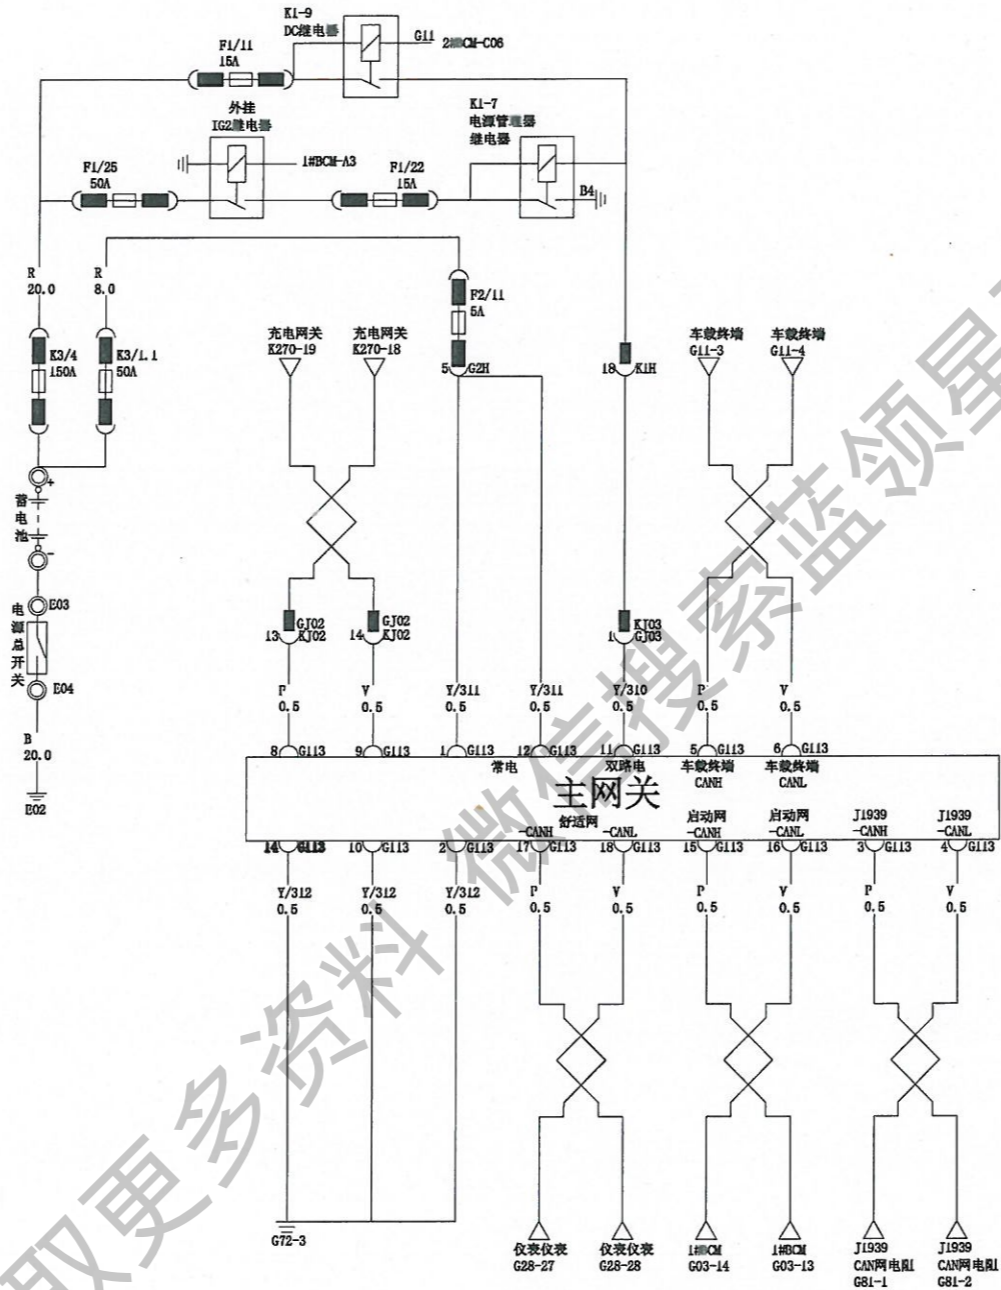 K1-9
DC继电器
G11
F1/11
15A
外挂
IG2继电器
1#BCM-A3
K1-7
电源管理器
继电器
F1/25
50A
F1/22
15A
B4
R
20.0
R
8.0
F2/11
5A
K3/4
150A
K3/1.1
50A
充电网关
K270-19
充电网关
K270-18
5
G2H
18
K1H
车载终端
G11-3
车载终端
G11-4
+
蓄电池
-
E03
电源总开关
E04
B
20.0
E02
13
GJ02
KJ02
14
GJ02
KJ02
1
KJ03
GJ03
P
0.5
V
0.5
Y/311
0.5
Y/311
0.5
Y/310
0.5
P
0.5
V
0.5
8 G113
9 G113
1 G113
12 G113
11 G113
5 G113
6 G113
常电
双路电
车载终端
CANH
车载终端
CANL
主网关
舒适网
-CANH
-CANL
启动网
-CANH
启动网
-CANL
J1939
-CANH
J1939
-CANL
14 G113
10 G113
2 G113
17 G113
18 G113
15 G113
16 G113
3 G113
4 G113
Y/312
0.5
Y/312
0.5
Y/312
0.5
P
0.5
V
0.5
P
0.5
V
0.5
P
0.5
V
0.5
G72-3
仪表仪表
G28-27
仪表仪表
G28-28
G03-14
1#BCM
G03-13
J1939
CAN网电阻
G81-1
J1939
CAN网电阻
G81-2
取更多资料 微信搜索蓝领星